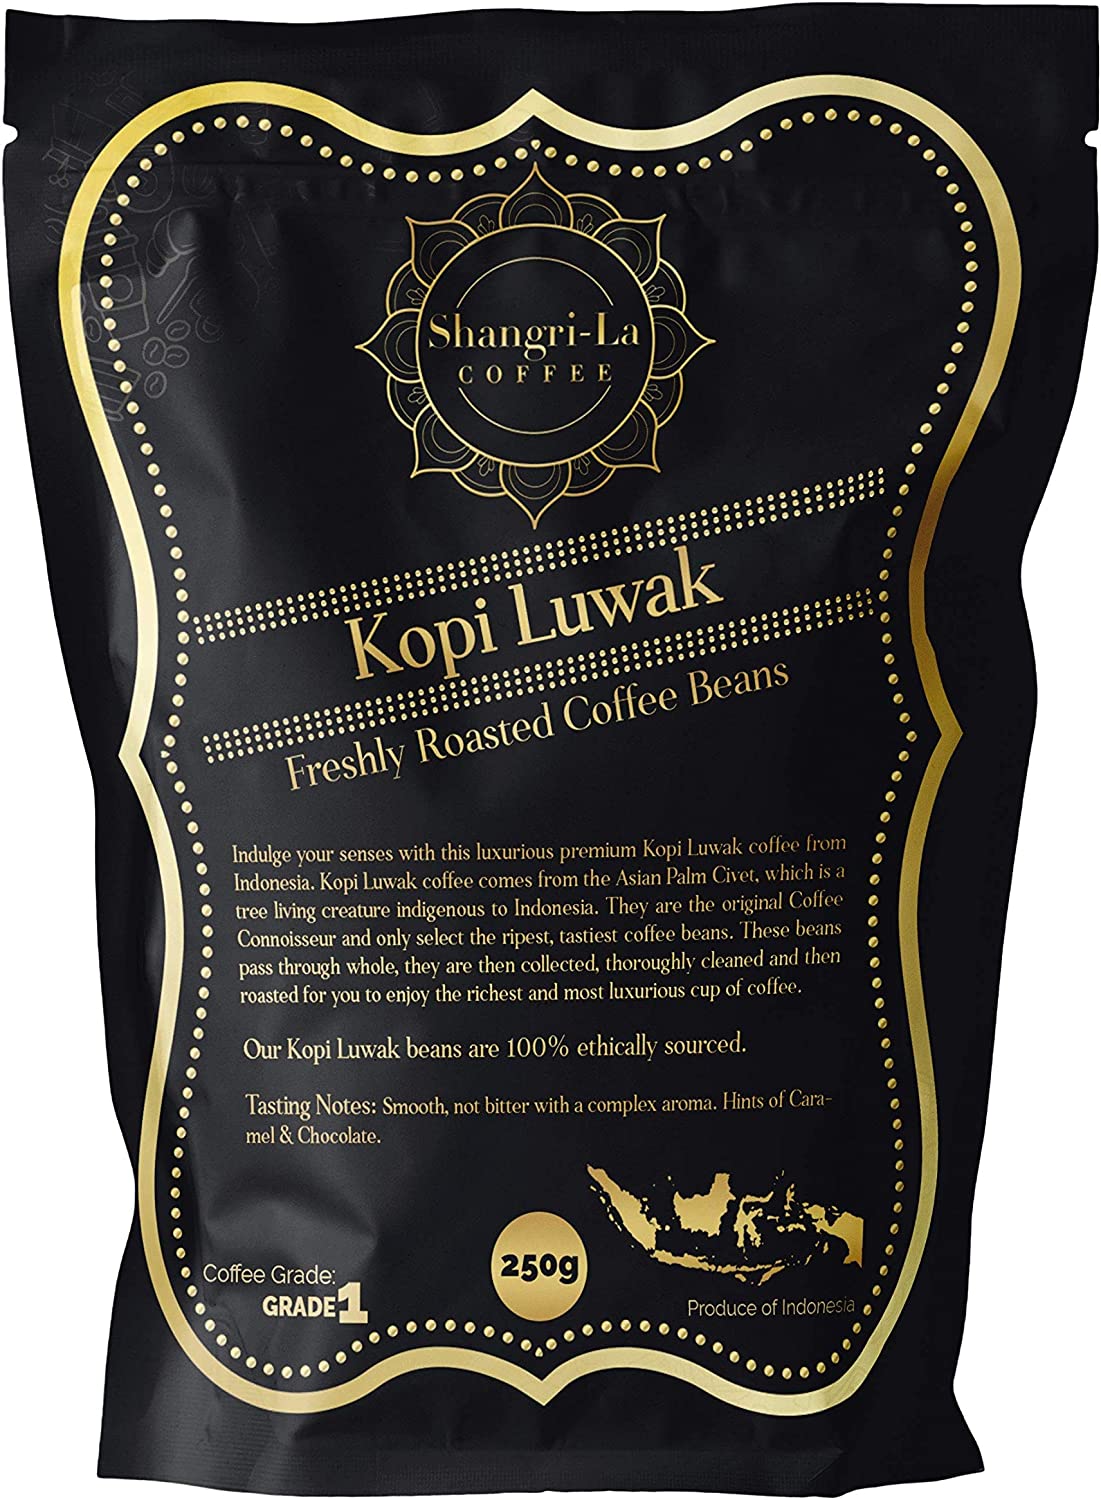 Shangri-La
COFFEE
Kopi Luwak
Freshly Roasted Coffee Beans
Indulge your senses with this luxurious premium Kopi Luwak coffee from
Indonesia. Kopi Luwak coffee comes from the Asian Palm Civet, which is a
tree living creature indigenous to Indonesia. They are the original Coffee
Connoisseur and only select the ripest, tastiest coffee beans. These beans
pass through whole, they are then collected, thoroughly cleaned and then
roasted for you to enjoy the richest and most luxurious cup of coffee.
Our Kopi Luwak beans are 100% ethically sourced.
Tasting Notes: Smooth, not bitter with a complex aroma. Hints of Cara-
mel & Chocolate.
Coffee Grade:
GRADE 1
250g
Produce of Indonesia